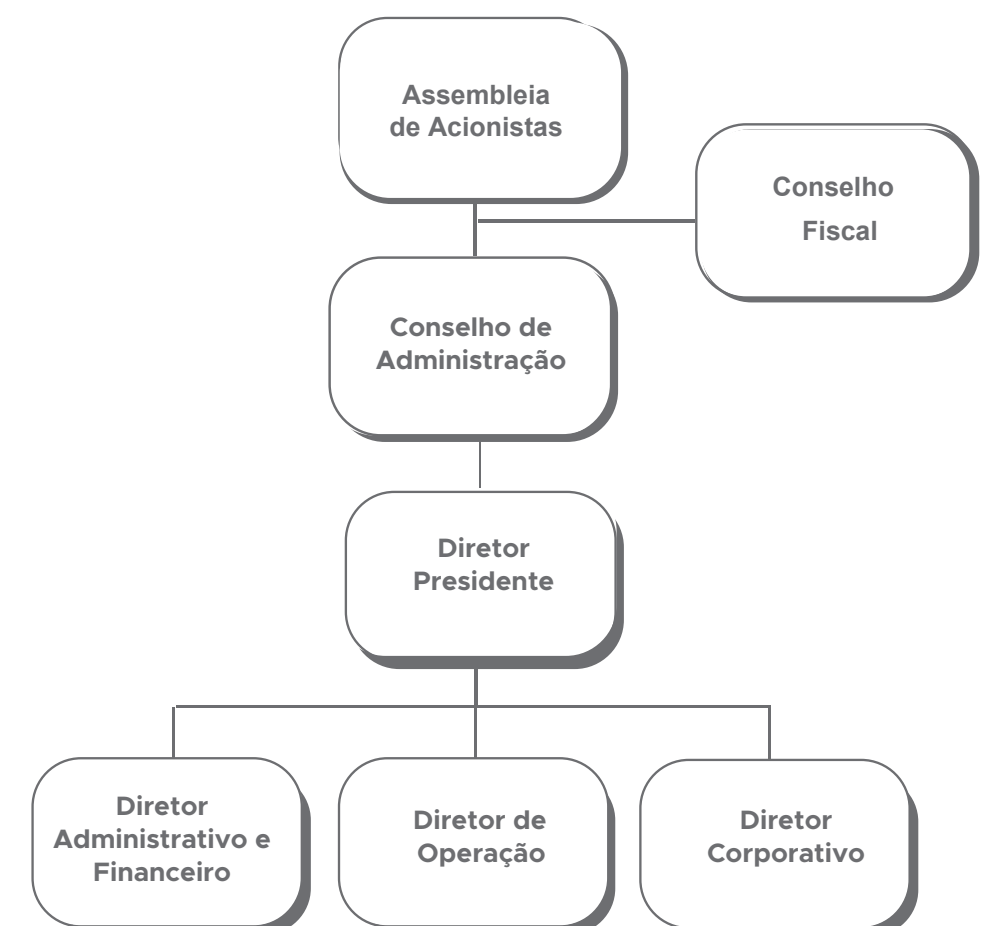 Assembleia
de Acionistas
Conselho
Fiscal
Conselho de
Administração
Diretor
Presidente
Diretor
Administrativo e
Financeiro
Diretor de
Operação
Diretor
Corporativo